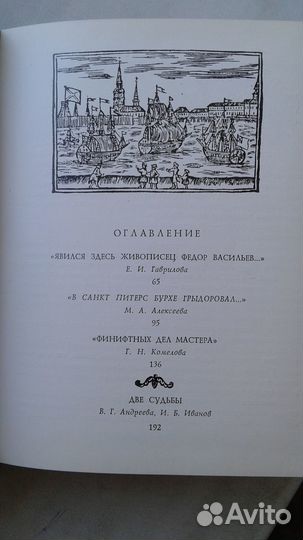 ОГЛАВЛЕНИЕ
«ЯВИЛСЯ ЗДЕСЬ ЖИВОПИСЕЦ ФЕДОР ВАСИЛЬЕВ...»
Е. И. Гаврилова
65
«В САНКТ ПИТЕРС БУРХЕ ГРЫДОРОВАЛ...»
М. А. Алексеева
95
«ФИНИФТНЫХ ДЕЛ МАСТЕРА»
Г. Н. Комелова
136
ДВЕ СУДЬБЫ
В. Г. Андреева, И. Б. Иванов
192
Avito